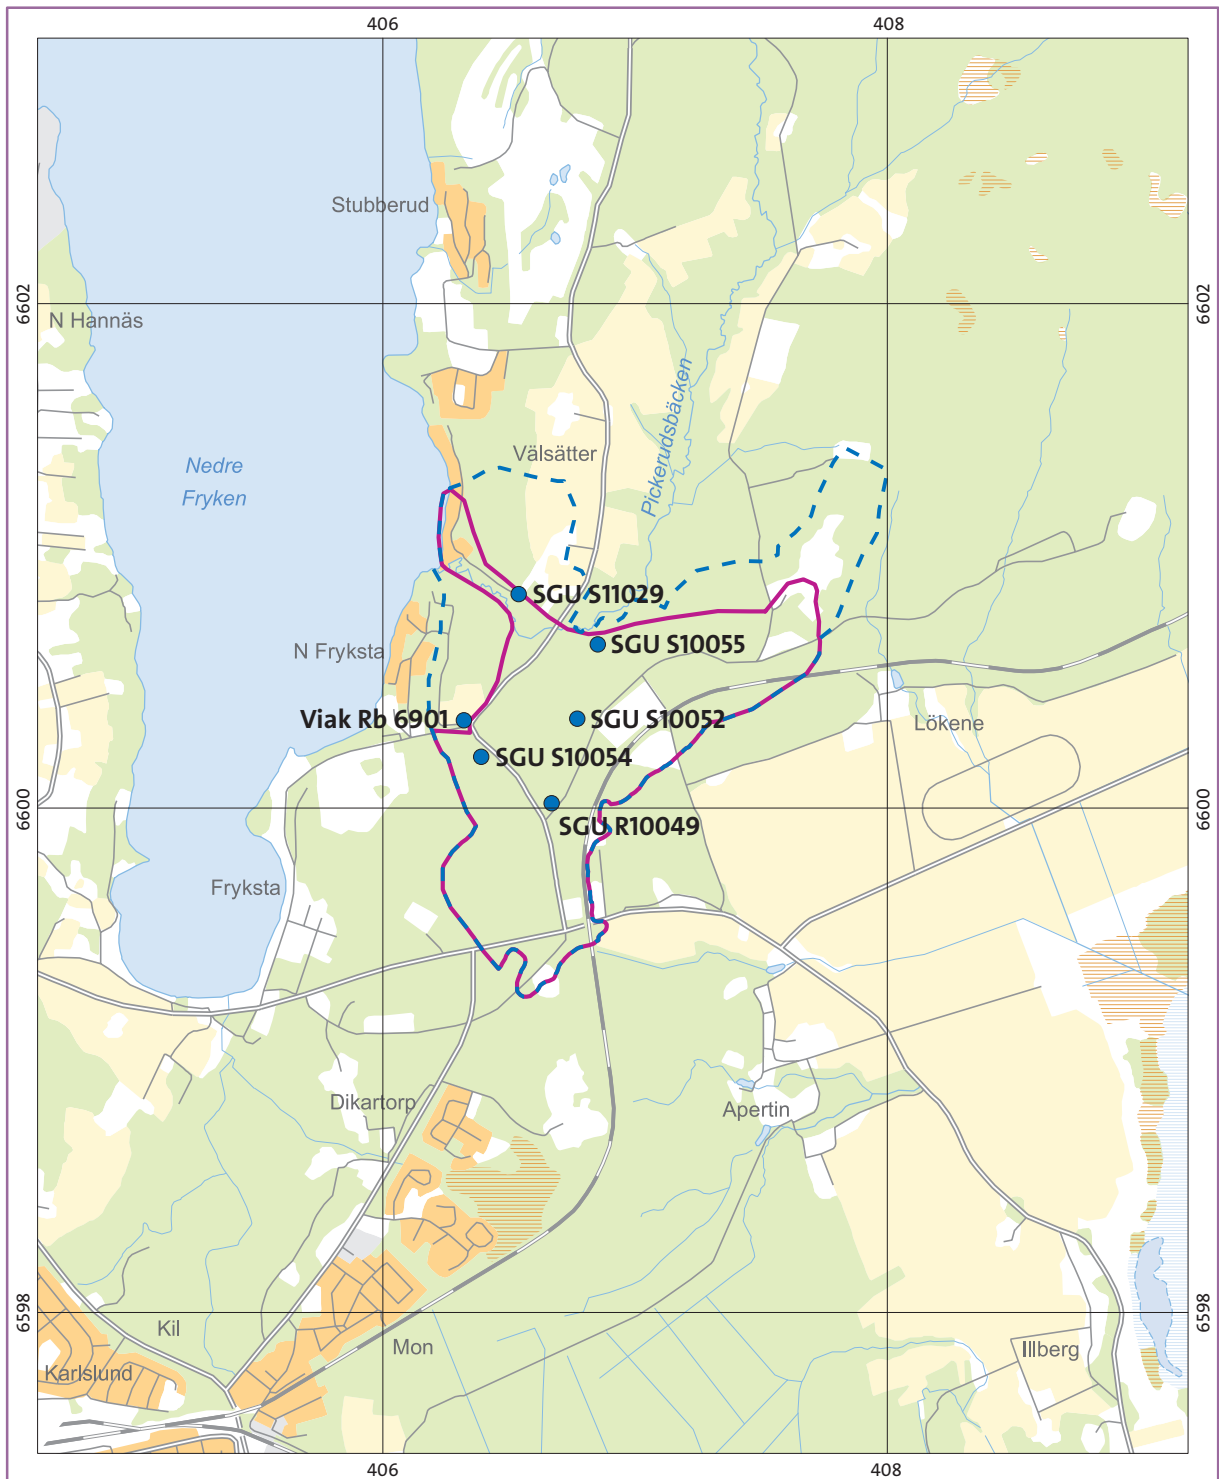 406
408
Stubberud
6602
6602
N Hannäs
Pickerudsbäcken
Välsätter
Nedre
Fryken
SGU S11029
SGU S10055
N Fryksta
Viak Rb 6901
SGU S10052
Lökene
SGU S10054
6600
6600
SGU R10049
Fryksta
Dikartorp
Apertin
6598
6598
Kil
Mon
Illberg
Karlslund
406
408